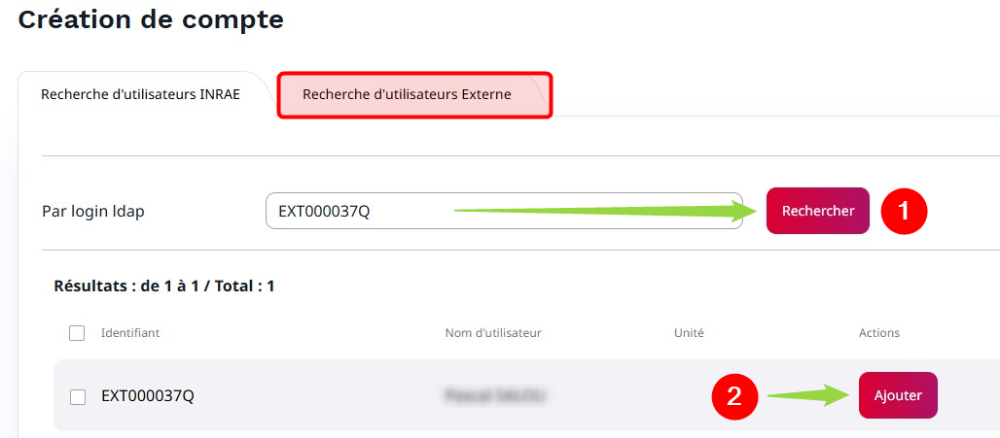 Création de compte
Recherche d'utilisateurs INRAE
Recherche d'utilisateurs Externe
Par login ldap
EXT000037Q
Rechercher
1
Résultats : de 1 à 1 / Total : 1
Identifiant
Nom d'utilisateur
Unité
Actions
EXT000037Q
2
Ajouter